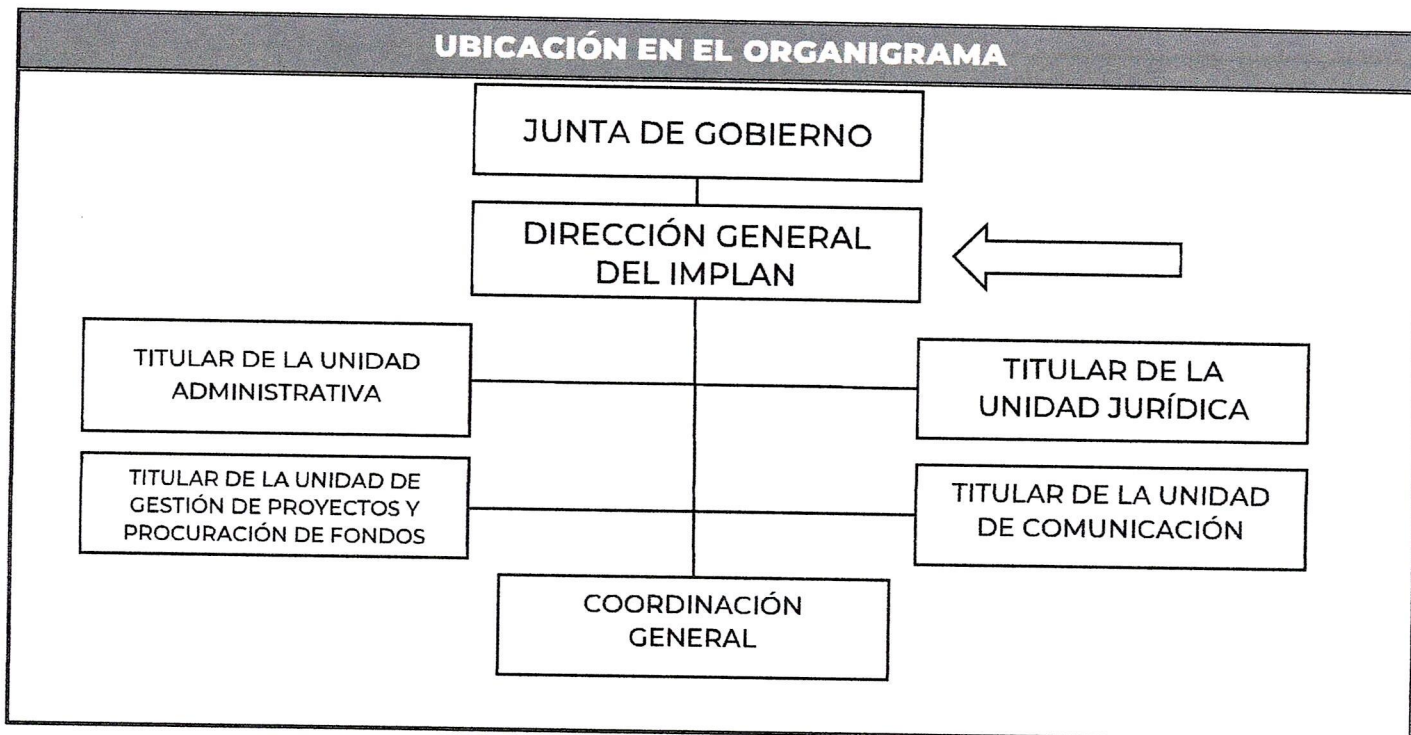 UBICACIÓN EN EL ORGANIGRAMA
JUNTA DE GOBIERNO
DIRECCIÓN GENERAL
DEL IMPLAN
TITULAR DE LA UNIDAD
ADMINISTRATIVA
TITULAR DE LA
UNIDAD JURÍDICA
TITULAR DE LA UNIDAD DE
GESTIÓN DE PROYECTOS Y
PROCURACIÓN DE FONDOS
TITULAR DE LA UNIDAD
DE COMUNICACIÓN
COORDINACIÓN
GENERAL